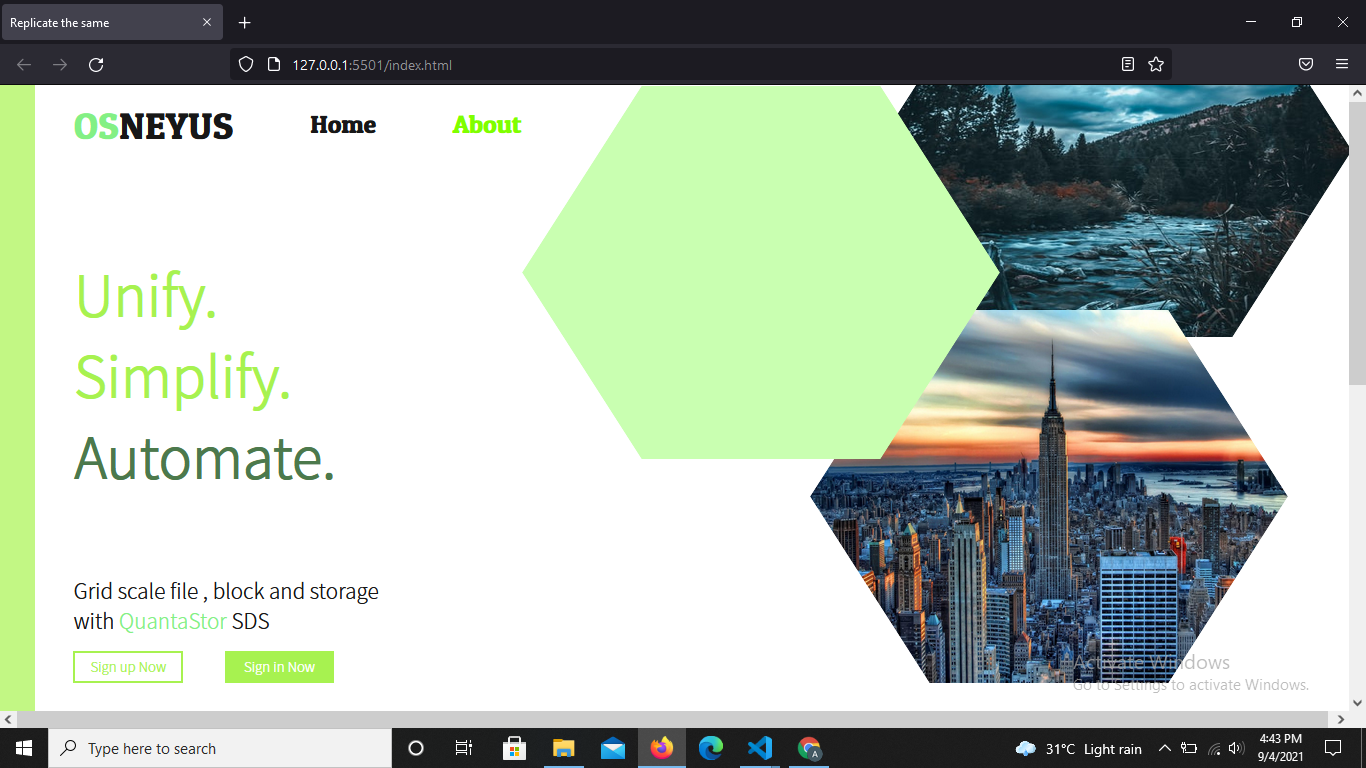 Replicate the same
127.0.0.1:5501/index.html
OSNEYUS
Home
About
Unify.
Simplify.
Automate.
Grid scale file , block and storage
with QuantaStor SDS
Sign up Now
Sign In Now
Activate Windows
Go to Settings to activate Windows.
Type here to search
A
31°C Light rain
4:43 PM
9/4/2021